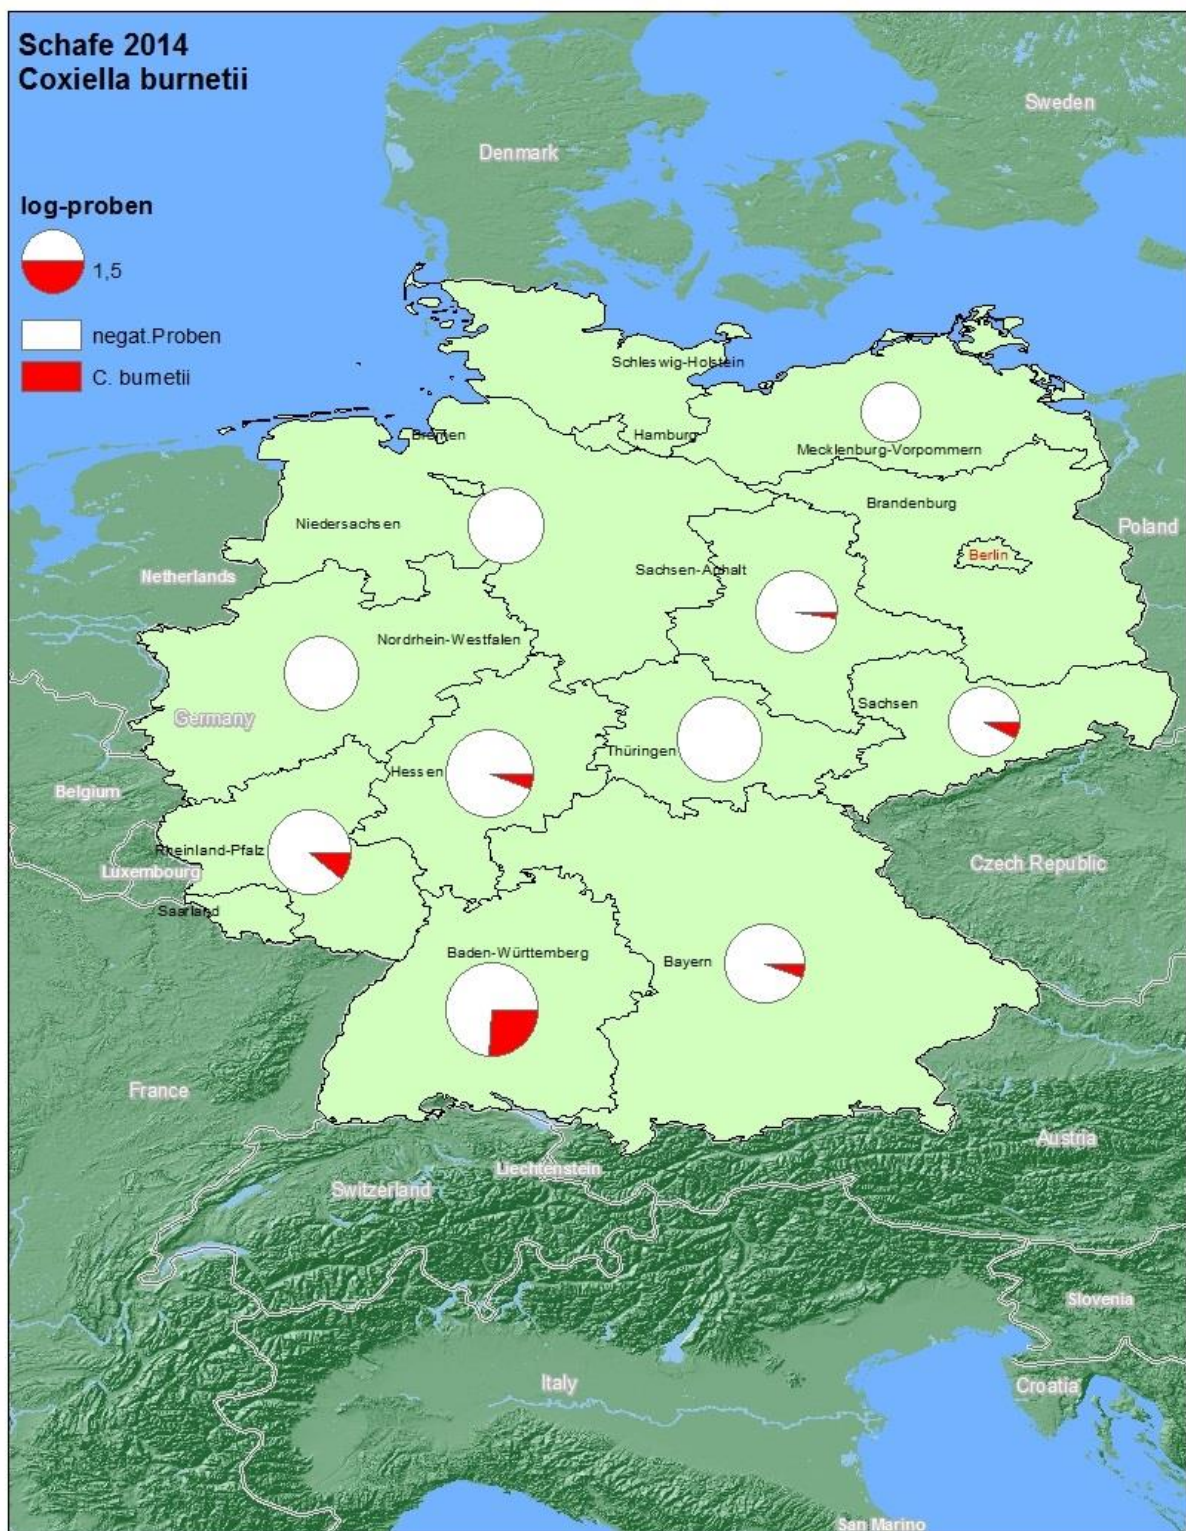 Schafe 2014
Coxiella burnetii
Sweden
Denmark
log-proben
1,5
negat.Proben
C. burnetii
Schleswig-Holstein
Bremen
Hamburg
Mecklenburg-Vorpommern
Brandenburg
Niedersachsen
Poland
Berlin
Netherlands
Sachsen-Anhalt
Nordrhein-Westfalen
Sachsen
Germany
Thüringen
Hessen
Belgium
Rheinland-Pfalz
Czech Republic
Luxembourg
Saarland
Baden-Württemberg
Bayern
France
Austria
Liechtenstein
Switzerland
Slovenia
Italy
Croatia
San Marino